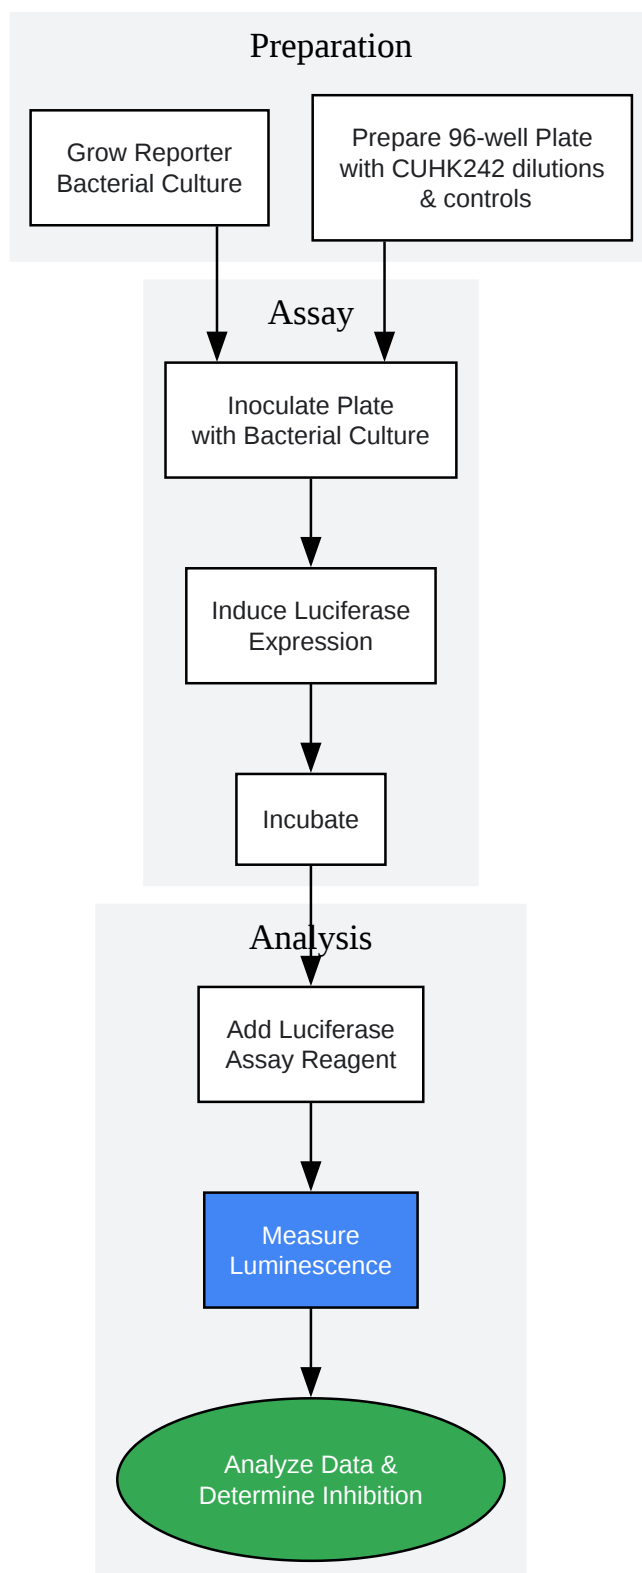 Preparation
Grow Reporter
Bacterial Culture
Prepare 96-well Plate
with CUHK242 dilutions
& controls
Assay
Inoculate Plate
with Bacterial Culture
Induce Luciferase
Expression
Incubate
Analysis
Add Luciferase
Assay Reagent
Measure
Luminescence
Analyze Data &
Determine Inhibition